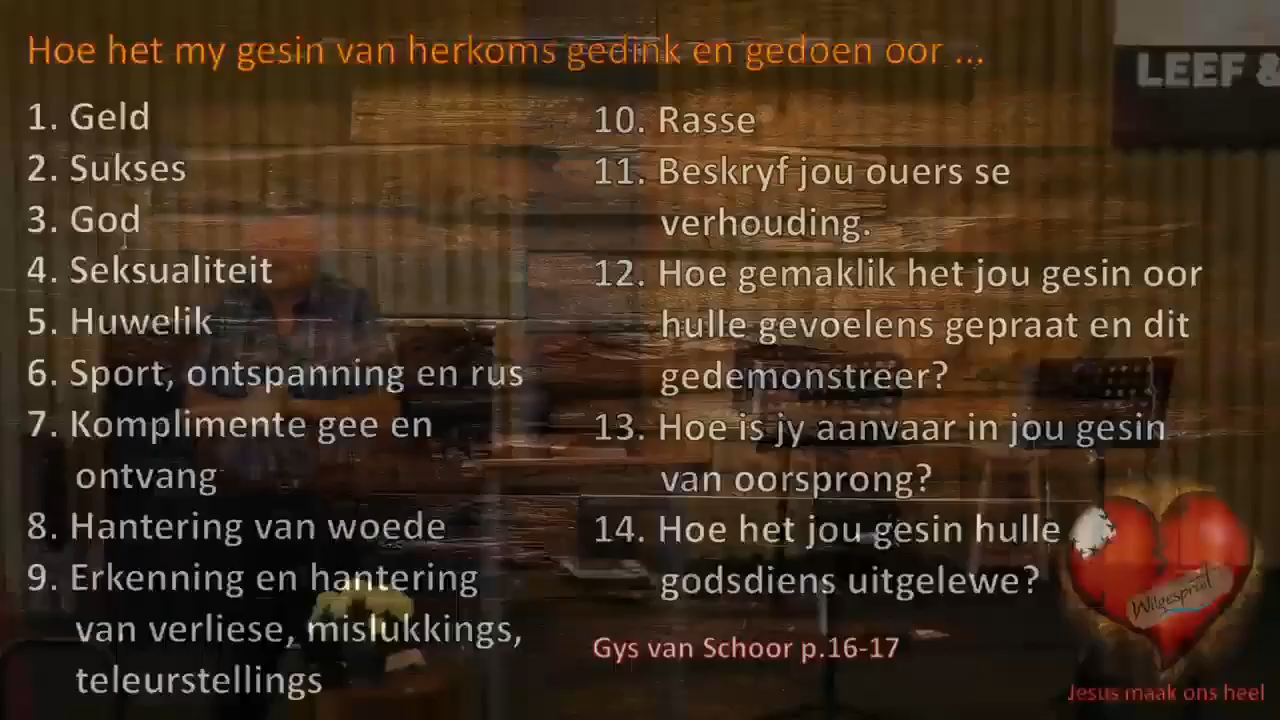 Hoe het my gesin van herkoms gedink en gedoen oor ...
LEEF &
1. Geld
2. Sukses
3. God
4. Seksualiteit
5. Huwelik
6. Sport, ontspanning en rus
7. Komplimente gee en
ontvang
8. Hantering van woede
9. Erkenning en hantering
van verliese, mislukkings,
teleurstellings
10. Rasse
11. Beskryf jou ouers se
verhouding.
12. Hoe gemaklik het jou gesin oor
hulle gevoelens gepraat en dit
gedemonstreer?
13. Hoe is jy aanvaar in jou gesin
van oorsprong?
14. Hoe het jou gesin hulle
godsdiens uitgelewe?
Gys van Schoor p.16-17
Wilgespruit
Jesus maak ons heel